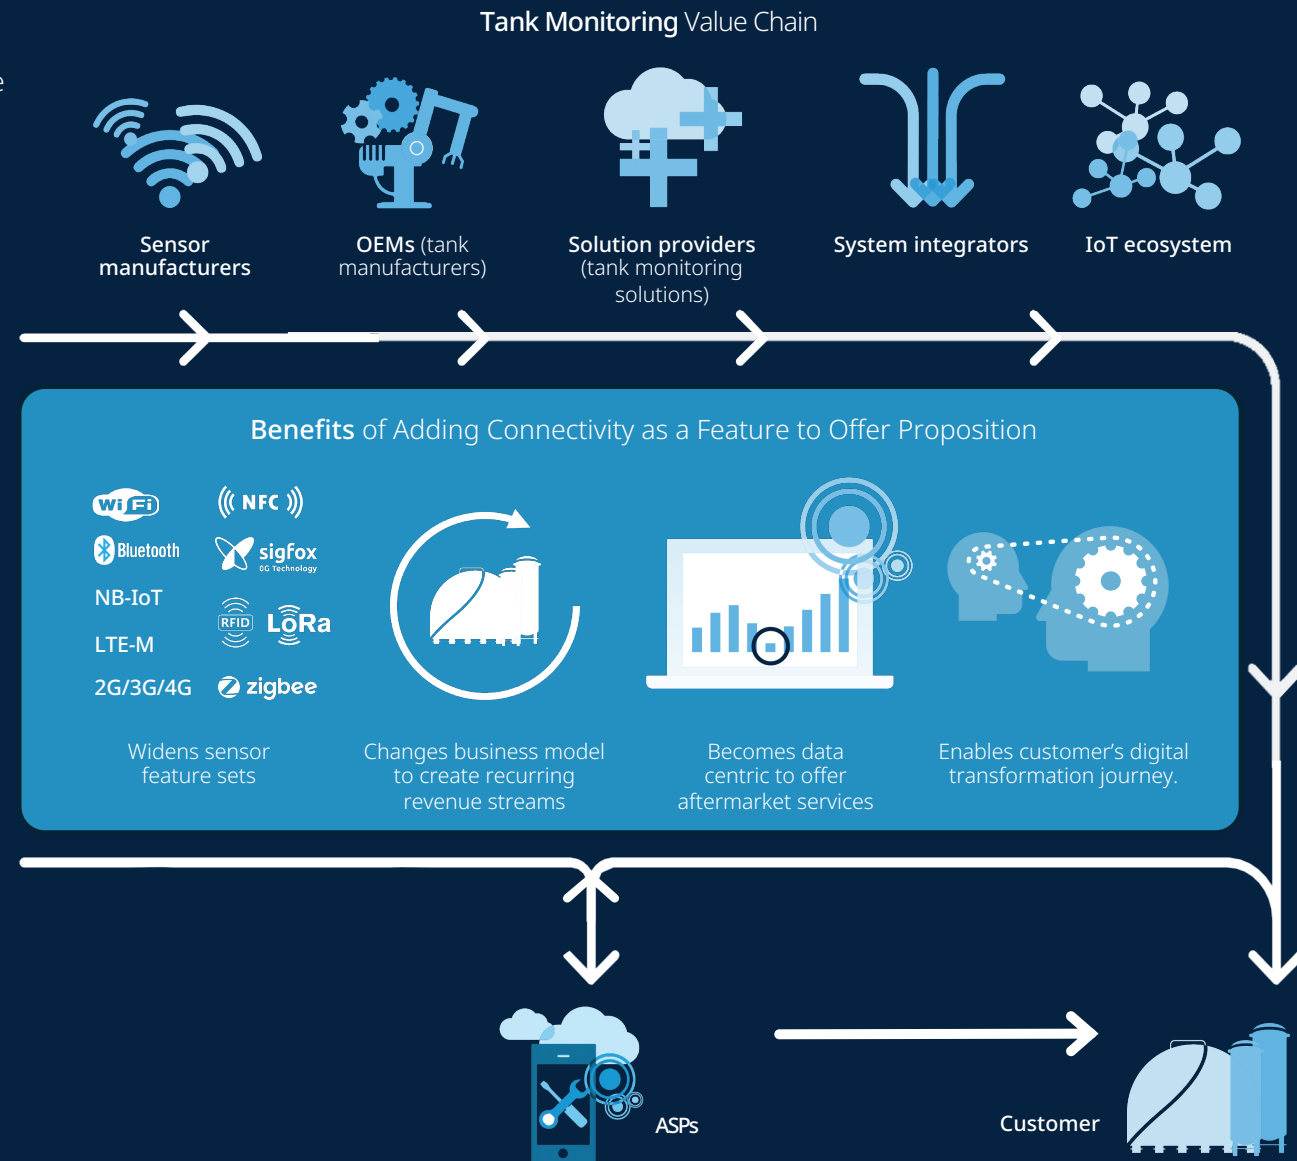 Tank Monitoring Value Chain
e
Sensor
manufacturers
OEMs (tank
manufacturers)
Solution providers
(tank monitoring
solutions)
System integrators
IoT ecosystem
Benefits of Adding Connectivity as a Feature to Offer Proposition
WiFi
NFC
Bluetooth
sigfox
0G Technology
NB-IoT
RFID
LoRa
LTE-M
2G/3G/4G
zigbee
Widens sensor
feature sets
Changes business model
to create recurring
revenue streams
Becomes data
centric to offer
aftermarket services
Enables customer's digital
transformation journey.
ASPs
Customer